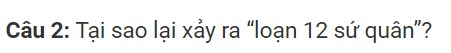 Câu 2: Tại sao lại xảy ra “loạn 12 sứ quân”?